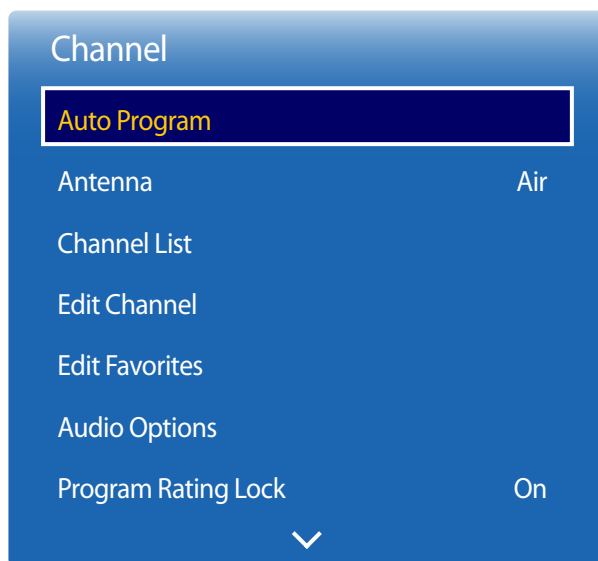 Channel
Auto Program
Antenna Air
Channel List
Edit Channel
Edit Favorites
Audio Options
Program Rating Lock On